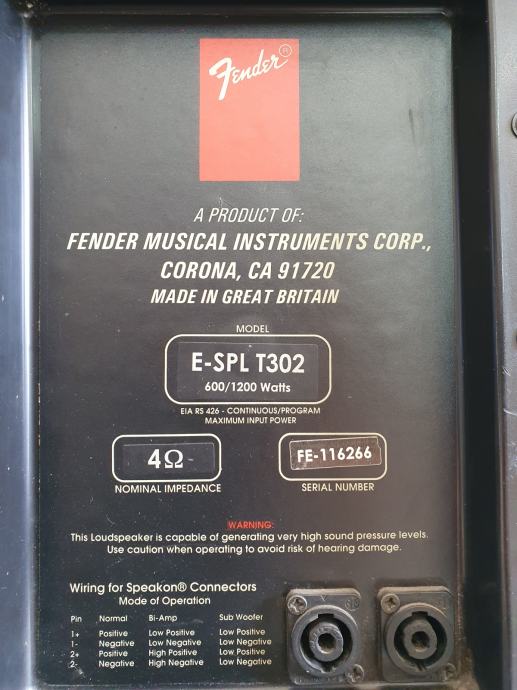 Fender®
A PRODUCT OF:
FENDER MUSICAL INSTRUMENTS CORP.,
CORONA, CA 91720
MADE IN GREAT BRITAIN
MODEL
E-SPL T302
600/1200 Watts
EIA RS 426 - CONTINUOUS/PROGRAM
MAXIMUM INPUT POWER
4Ω
NOMINAL IMPEDANCE
FE-116266
SERIAL NUMBER
WARNING:
This Loudspeaker is capable of generating very high sound pressure levels.
Use caution when operating to avoid risk of hearing damage.
Wiring for Speakon® Connectors
Mode of Operation
Pin Normal Bi-Amp Sub Woofer
1+ Positive Low Positive Low Positive
1- Negative Low Negative Low Negative
2+ Positive High Positive Low Positive
2- Negative High Negative Low Negative